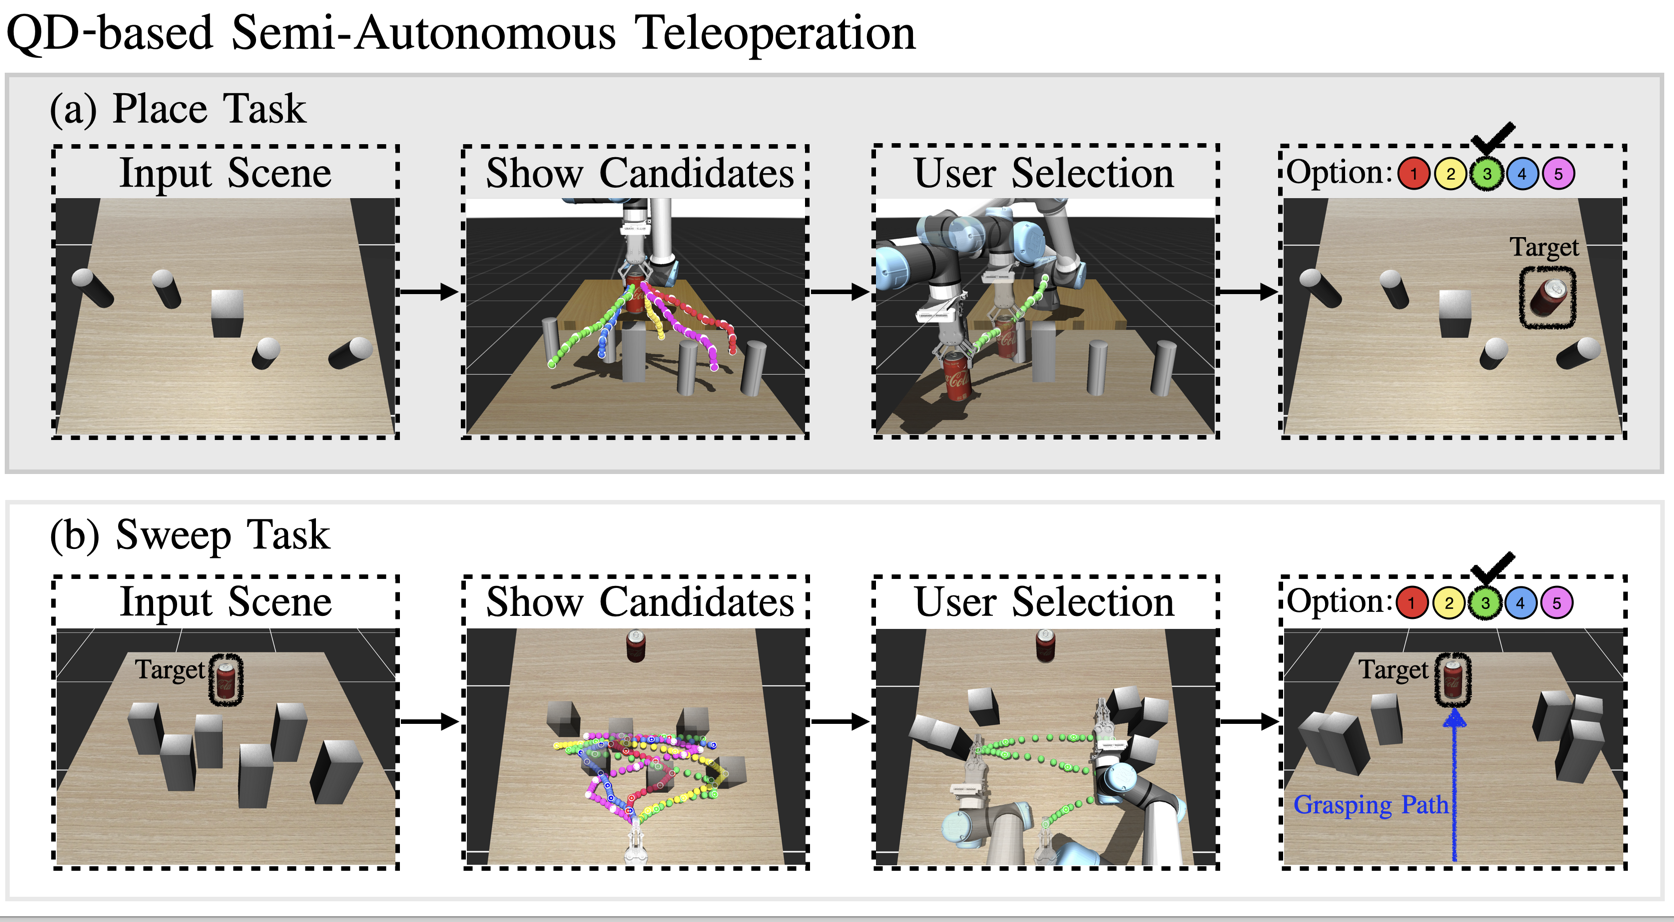 QD-based Semi-Autonomous Teleoperation
(a) Place Task
Input Scene
Show Candidates
User Selection
Option: 1 2 3 4 5
Target
(b) Sweep Task
Input Scene
Show Candidates
User Selection
Option: 1 2 3 4 5
Target
Target
Grasping Path